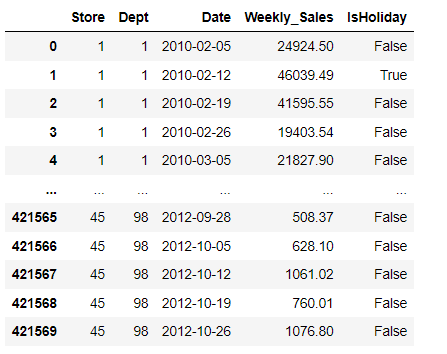 Store Dept Date Weekly_Sales IsHoliday
0 1 1 2010-02-05 24924.50 False
1 1 1 2010-02-12 46039.49 True
2 1 1 2010-02-19 41595.55 False
3 1 1 2010-02-26 19403.54 False
4 1 1 2010-03-05 21827.90 False
... ... ... ... ... ...
421565 45 98 2012-09-28 508.37 False
421566 45 98 2012-10-05 628.10 False
421567 45 98 2012-10-12 1061.02 False
421568 45 98 2012-10-19 760.01 False
421569 45 98 2012-10-26 1076.80 False